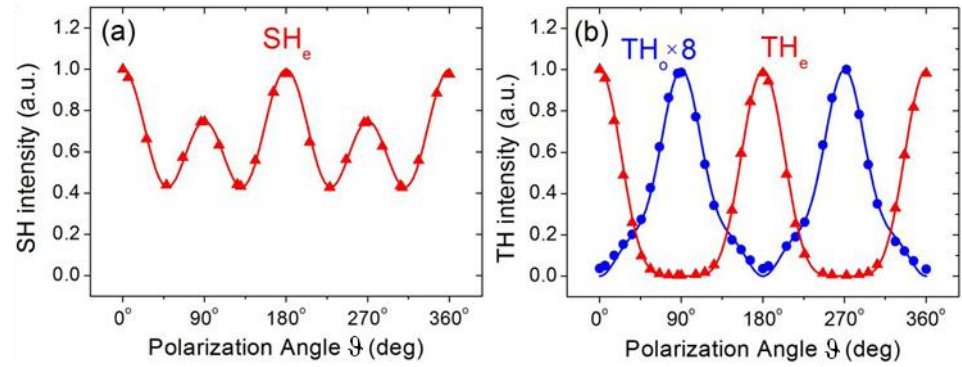 (a)
SHe
SH intensity (a.u.)
1.2
1.0
0.8
0.6
0.4
0.2
0.0
0° 90° 180° 270° 360°
Polarization Angle ϑ (deg)
(b)
THo×8
THe
TH intensity (a.u.)
1.2
1.0
0.8
0.6
0.4
0.2
0.0
0° 90° 180° 270° 360°
Polarization Angle ϑ (deg)